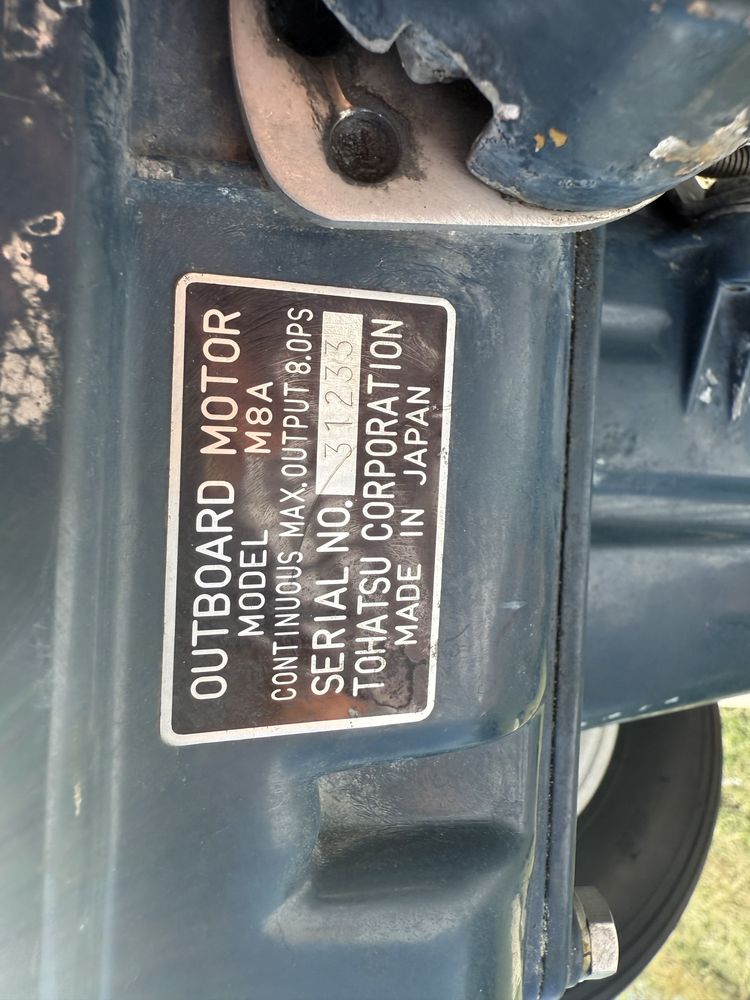 OUTBOARD MOTOR
MODEL M8A
CONTINUOUS MAX. OUTPUT 8.0PS
SERIAL NO. 31233
TOHATSU CORPORATION
MADE IN JAPAN